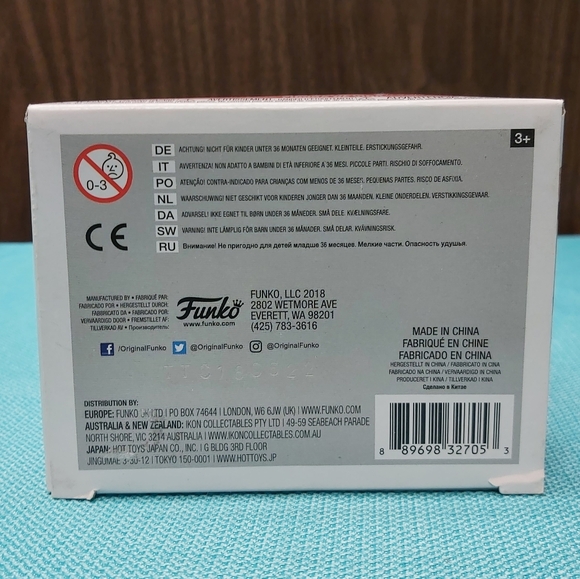 3+
0-3
DE ACHTUNG! NICHT FÜR KINDER UNTER 36 MONATEN GEEIGNET. KLEINTEILE. ERSTICKUNGSGEFAHR.
IT AVVERTENZA! NON ADATTO A BAMBINI DI ETÀ INFERIORE A 36 MESI. PICCOLE PARTI. RISCHIO DI SOFFOCAMENTO.
PO ATENÇÃO! CONTRA-INDICADO PARA CRIANÇAS COM MENOS DE 36 MESES. PEQUENAS PARTES. RISCO DE ASFIXIA.
NL WAARSCHUWING! NIET GESCHIKT VOOR KINDEREN JONGER DAN 36 MAANDEN. KLEINE ONDERDELEN. VERSTIKKINGSGEVAAR.
DA ADVARSEL! IKKE EGNET TIL BØRN UNDER 36 MÅNEDER. SMÅ DELE. KVÆLNINGSFARE.
SW VARNING! INTE LÄMPLIG FÖR BARN UNDER 36 MÅNADER. SMÅ DELAR. KVÄVNINGSRISK.
RU Внимание! Не пригодно для детей младше 36 месяцев. Мелкие части. Опасность удушья.
CE
MANUFACTURED BY • FABRIQUÉ PAR:
FABRICADO POR • HERGESTELLT DURCH:
FABBRICATO DA • FABRICADO POR:
VERVAARDIGD DOOR • FREMSTILLET AF:
TILLVERKAD AV • Производитель:
Funko
www.funko.com
FUNKO, LLC 2018
2802 WETMORE AVE
EVERETT, WA 98201
(425) 783-3616
f /OriginalFunko @OriginalFunko @OriginalFunko
MADE IN CHINA
FABRIQUÉ EN CHINE
FABRICADO EN CHINA
HERGESTELLT IN CHINA / FABBRICATO IN CINA
FABRICADO NA CHINA / VERVAARDIGD IN CHINA
PRODUCERET I KINA / TILLVERKAD I KINA
Сделано в Китае
DISTRIBUTION BY:
EUROPE: FUNKO UK LTD | PO BOX 74644 | LONDON, W6 6JW (UK) | WWW.FUNKO.COM
AUSTRALIA & NEW ZEALAND: IKON COLLECTABLES PTY LTD | 49-59 SEABEACH PARADE
NORTH SHORE, VIC 3214 AUSTRALIA | WWW.IKONCOLLECTABLES.COM.AU
JAPAN: HOT TOYS JAPAN CO., INC. | G BLDG 3RD FLOOR
JINGUMAE 3-30-12 | TOKYO 150-0001 | WWW.HOTTOYS.JP
8 89698 32705 3